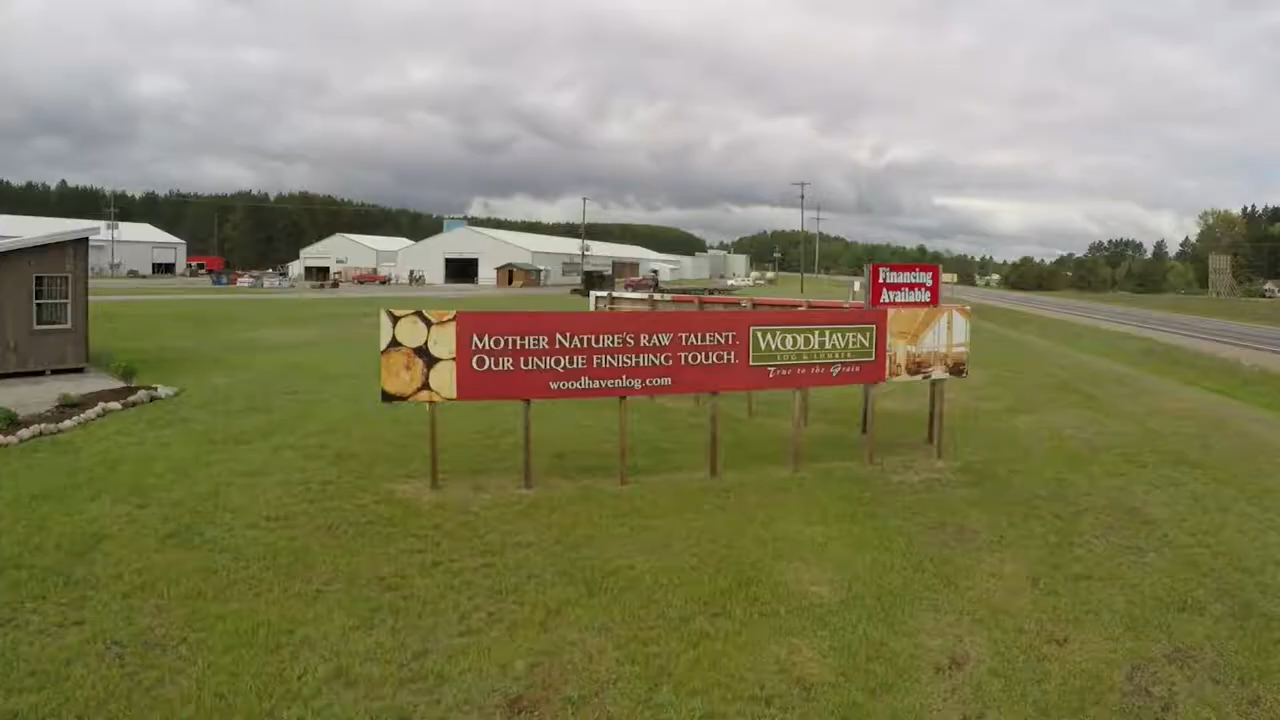 Financing
Available
MOTHER NATURE'S RAW TALENT.
OUR UNIQUE FINISHING TOUCH.
woodhavenlog.com
WOODHAVEN
LOG & LUMBER
True to the Grain